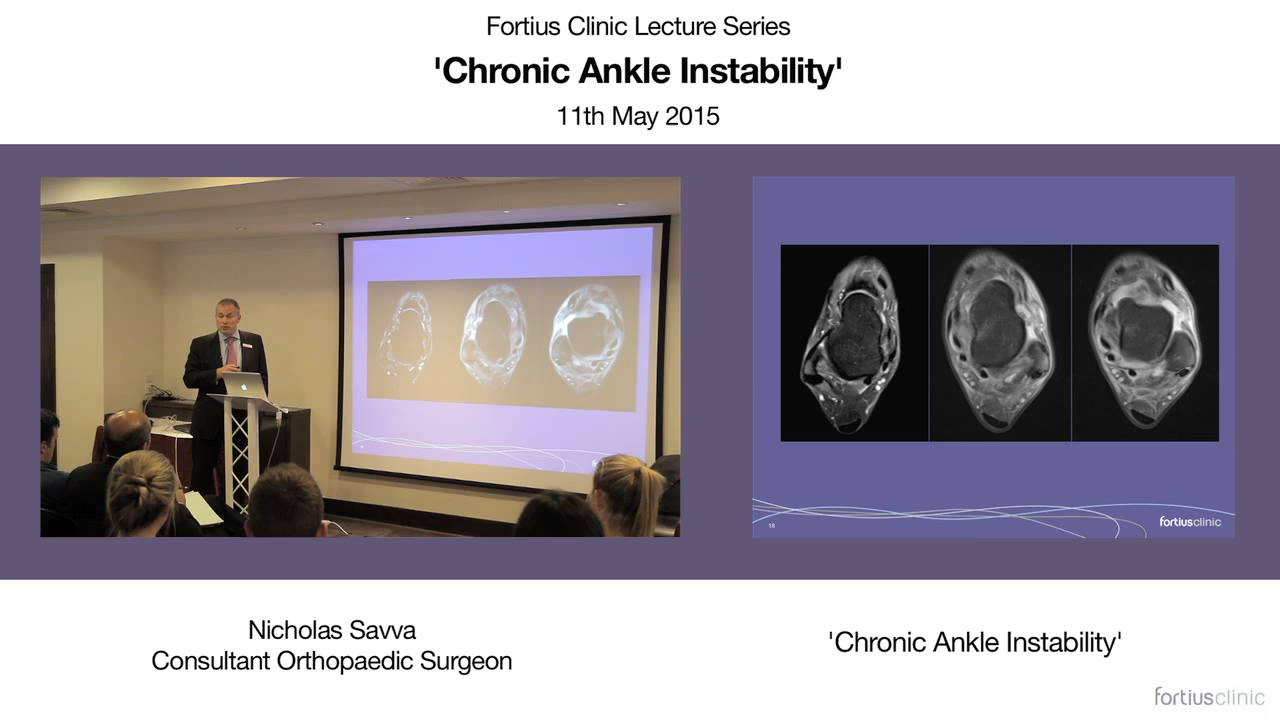 Fortius Clinic Lecture Series
'Chronic Ankle Instability'
11th May 2015
18
fortiusclinic
Nicholas Savva
Consultant Orthopaedic Surgeon
'Chronic Ankle Instability'
fortiusclinic